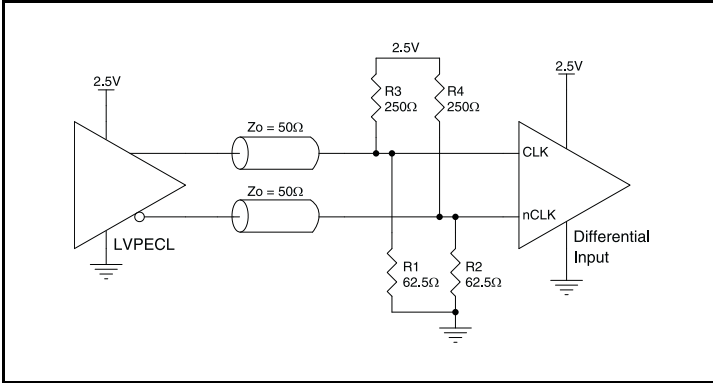 2.5V
2.5V
2.5V
R3
250Ω
R4
250Ω
Zo = 50Ω
CLK
Zo = 50Ω
nCLK
LVPECL
Differential
Input
R1
62.5Ω
R2
62.5Ω